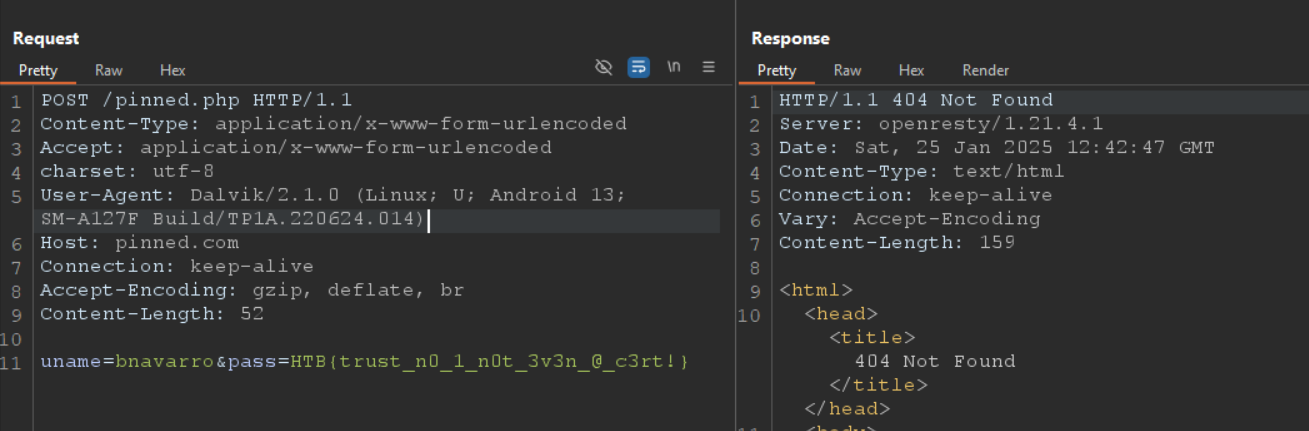 Request
Pretty Raw Hex
\n
1 POST /pinned.php HTTP/1.1
2 Content-Type: application/x-www-form-urlencoded
3 Accept: application/x-www-form-urlencoded
4 charset: utf-8
5 User-Agent: Dalvik/2.1.0 (Linux; U; Android 13;
SM-A127F Build/TP1A.220624.014)
6 Host: pinned.com
7 Connection: keep-alive
8 Accept-Encoding: gzip, deflate, br
9 Content-Length: 52
10
11 uname=bnavarro&pass=HTB{trust_n0_1_n0t_3v3n_@_c3rt!}
Response
Pretty Raw Hex Render
1 HTTP/1.1 404 Not Found
2 Server: openresty/1.21.4.1
3 Date: Sat, 25 Jan 2025 12:42:47 GMT
4 Content-Type: text/html
5 Connection: keep-alive
6 Vary: Accept-Encoding
7 Content-Length: 159
8
9 <html>
10 <head>
<title>
404 Not Found
</title>
</head>
<body>